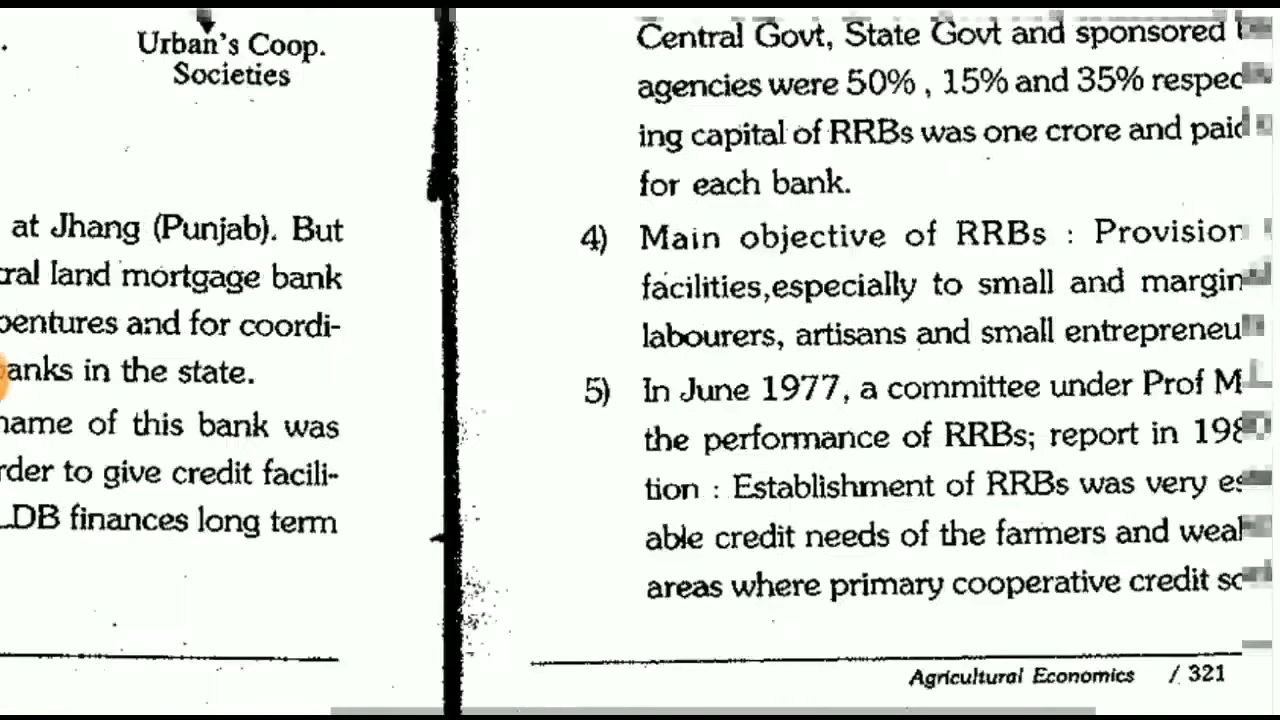 Urban's Coop.
Societies
at Jhang (Punjab). But
land mortgage bank
and for coordi-
in the state.
of this bank was
to give credit facili-
LDB finances long term
Central Govt, State Govt and sponsored
agencies were 50% , 15% and 35%
ing capital of RRBs was one crore and paid
for each bank.
4) Main objective of RRBs : Provision
facilities,especially to small and
labourers, artisans and small
5) In June 1977, a committee under Prof M
the performance of RRBs; report in
tion : Establishment of RRBs was very
able credit needs of the farmers and
areas where primary cooperative credit
Agricultural Economics / 321